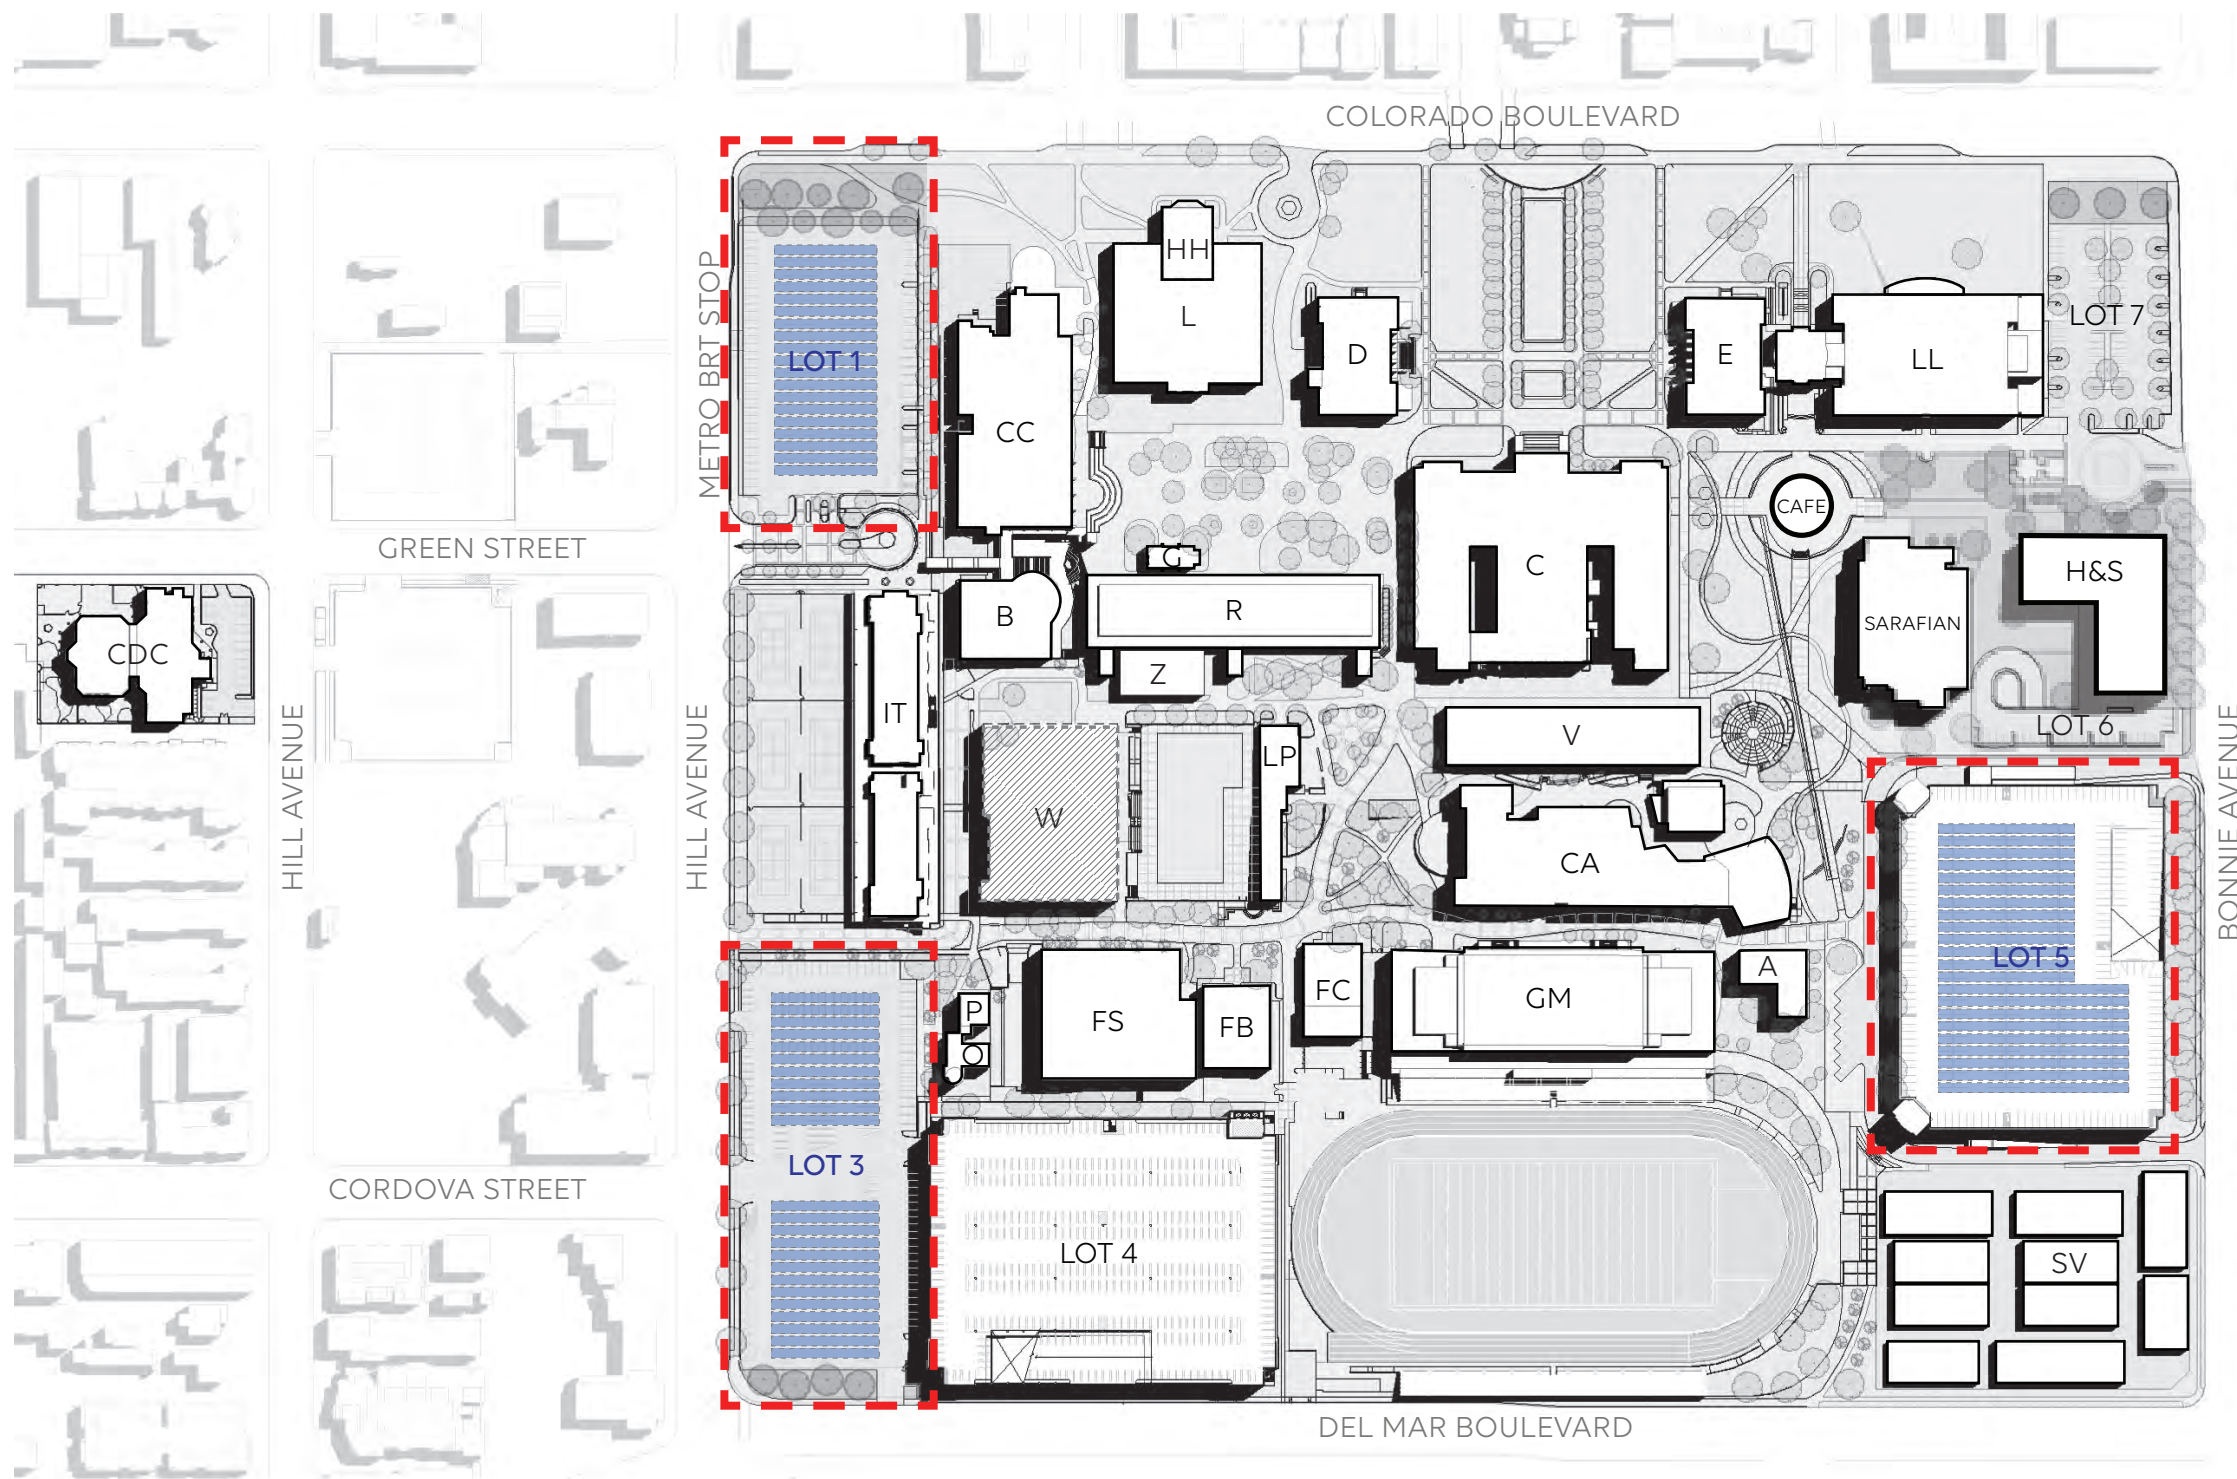 COLORADO BOULEVARD
HH
L
LOT 7
D
E
LL
LOT 1
METRO BRT STOP
CC
CAFE
GREEN STREET
G
C
H&S
R
B
SARAFIAN
CDC
Z
IT
LOT 6
V
LP
HILL AVENUE
HILL AVENUE
BONNIE AVENUE
W
CA
LOT 5
A
FC
GM
P
FS
FB
O
LOT 3
CORDOVA STREET
LOT 4
SV
DEL MAR BOULEVARD